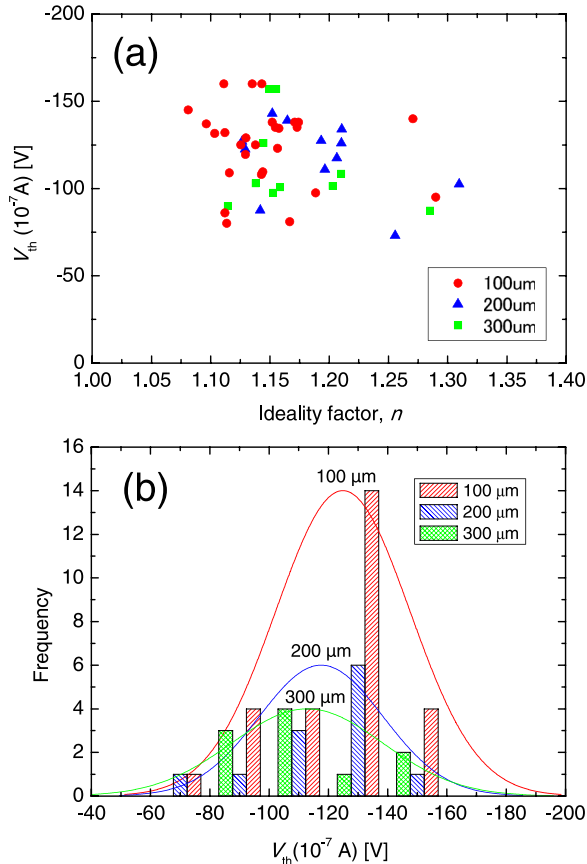 (a)
-200
-150
-100
-50
0
V_th (10^-7 A) [V]
100um
200um
300um
1.00 1.05 1.10 1.15 1.20 1.25 1.30 1.35 1.40
Ideality factor, n
(b)
16
14
12
10
8
6
4
2
0
Frequency
100 μm
200 μm
300 μm
100 μm
200 μm
300 μm
-40 -60 -80 -100 -120 -140 -160 -180 -200
V_th(10^-7 A) [V]